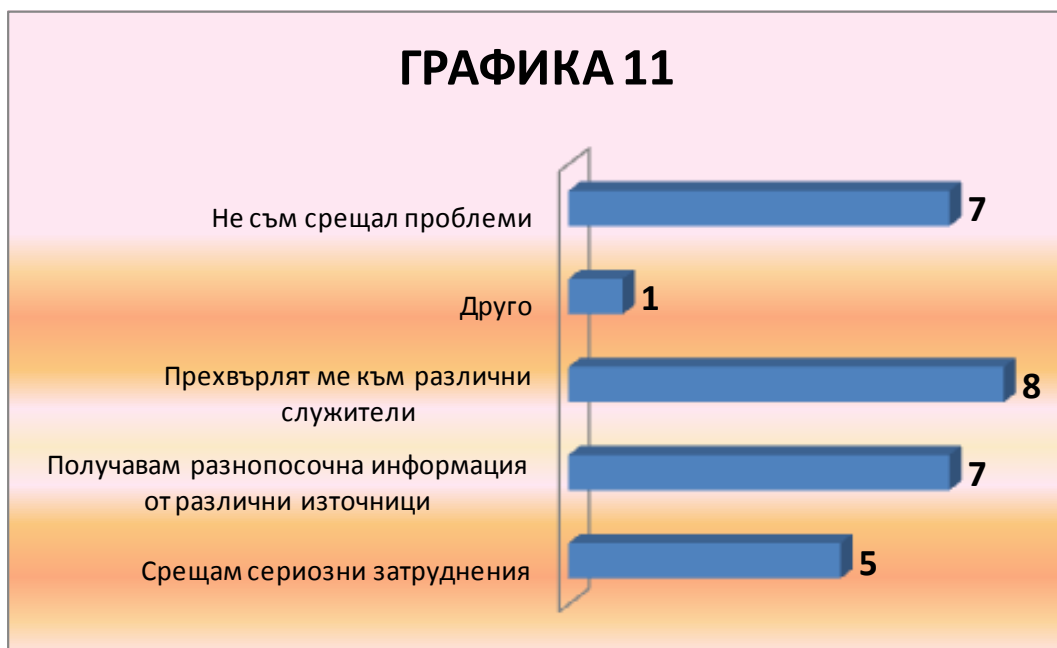 ГРАФИКА 11
Не съм срещал проблеми
7
Друго
1
Прехвърлят ме към различни
служители
8
Получавам разнопосочна информация
от различни източници
7
Срещам сериозни затруднения
5